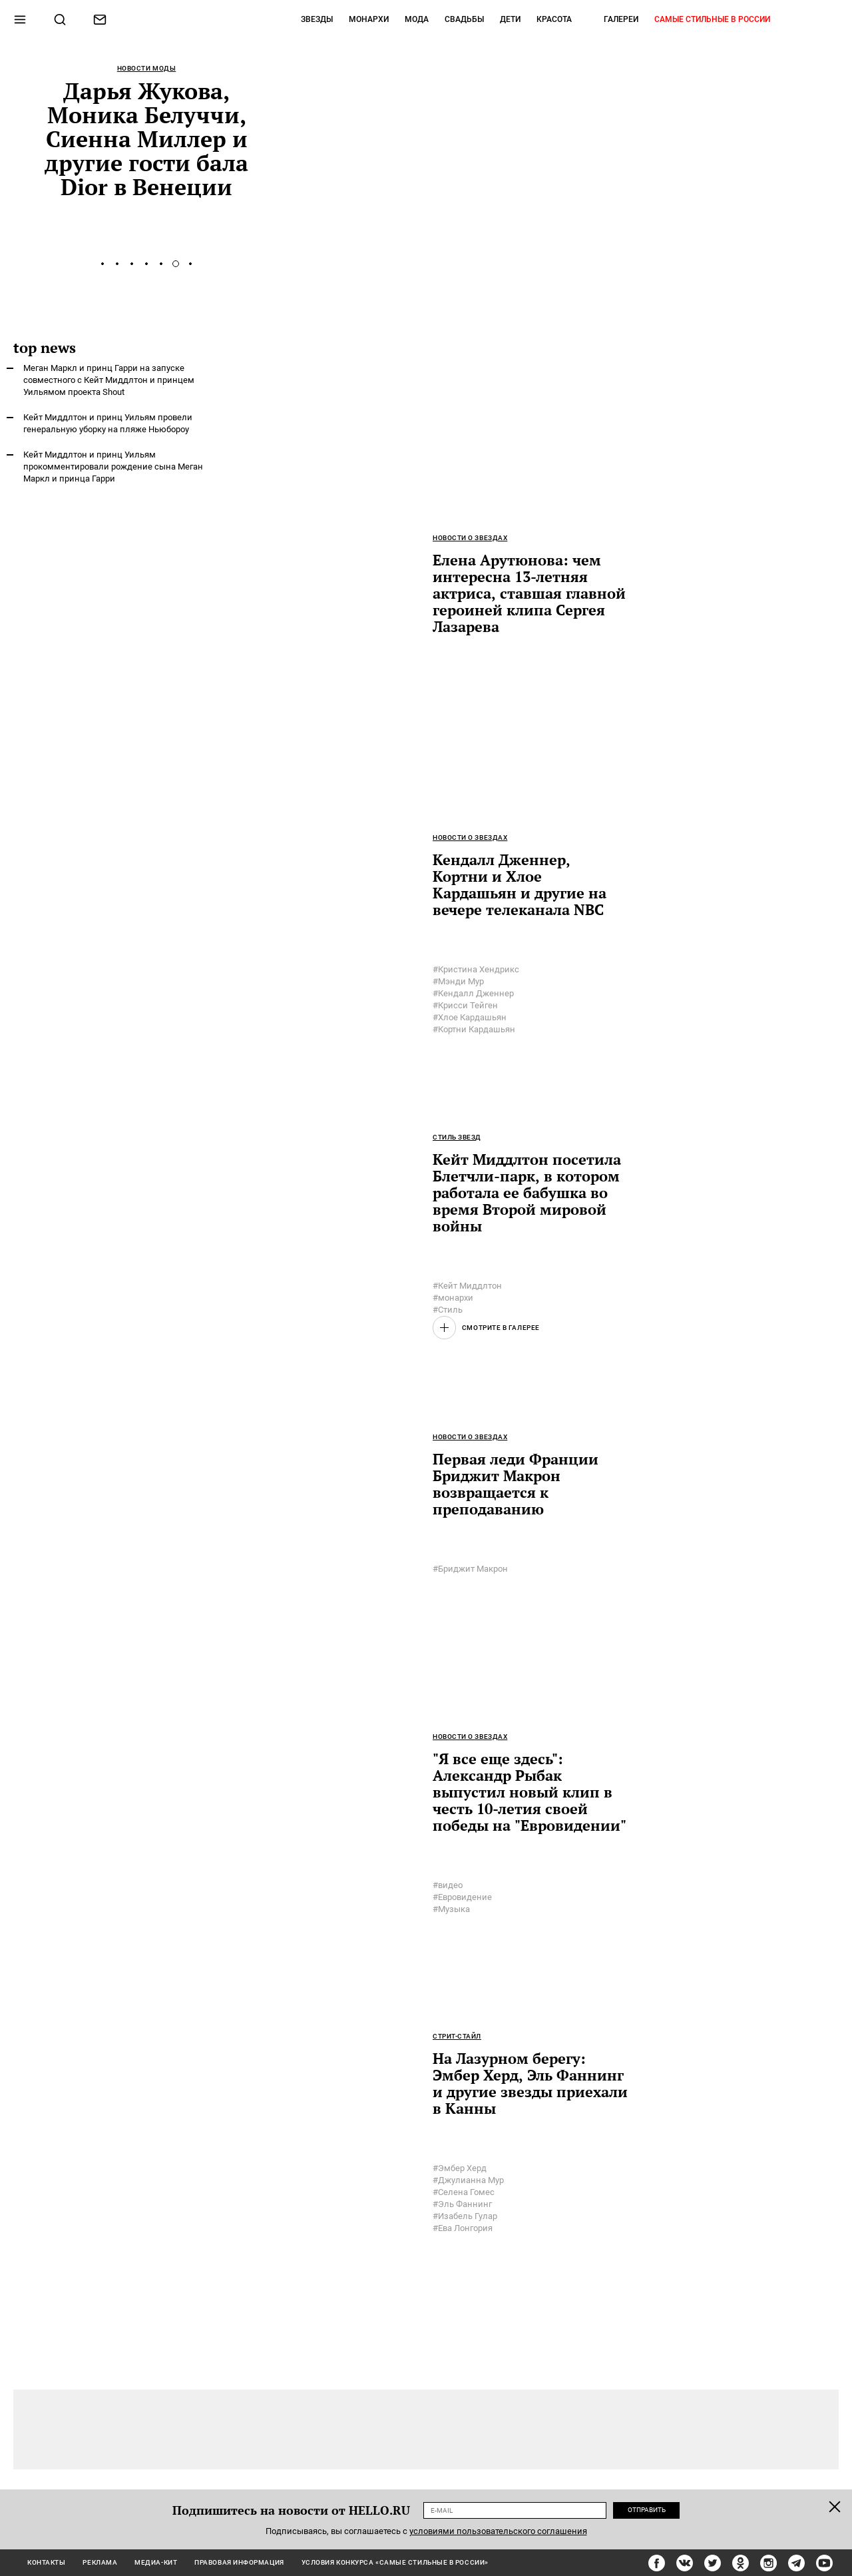 ЗВЕЗДЫ МОНАРХИ МОДА СВАДЬБЫ ДЕТИ КРАСОТА ГАЛЕРЕИ САМЫЕ СТИЛЬНЫЕ В РОССИИ
НОВОСТИ МОДЫ
Дарья Жукова,
Моника Белуччи,
Сиенна Миллер и
другие гости бала
Dior в Венеции
top news
Меган Маркл и принц Гарри на запуске
совместного с Кейт Миддлтон и принцем
Уильямом проекта Shout
Кейт Миддлтон и принц Уильям провели
генеральную уборку на пляже Ньюбороу
Кейт Миддлтон и принц Уильям
прокомментировали рождение сына Меган
Маркл и принца Гарри
НОВОСТИ О ЗВЕЗДАХ
Елена Арутюнова: чем
интересна 13-летняя
актриса, ставшая главной
героиней клипа Сергея
Лазарева
НОВОСТИ О ЗВЕЗДАХ
Кендалл Дженнер,
Кортни и Хлое
Кардашьян и другие на
вечере телеканала NBC
#Кристина Хендрикс
#Мэнди Мур
#Кендалл Дженнер
#Крисси Тейген
#Хлое Кардашьян
#Кортни Кардашьян
СТИЛЬ ЗВЕЗД
Кейт Миддлтон посетила
Блетчли-парк, в котором
работала ее бабушка во
время Второй мировой
войны
#Кейт Миддлтон
#монархи
#Стиль
СМОТРИТЕ В ГАЛЕРЕЕ
НОВОСТИ О ЗВЕЗДАХ
Первая леди Франции
Бриджит Макрон
возвращается к
преподаванию
#Бриджит Макрон
НОВОСТИ О ЗВЕЗДАХ
"Я все еще здесь":
Александр Рыбак
выпустил новый клип в
честь 10-летия своей
победы на "Евровидении"
#видео
#Евровидение
#Музыка
СТРИТ-СТАЙЛ
На Лазурном берегу:
Эмбер Херд, Эль Фаннинг
и другие звезды приехали
в Канны
#Эмбер Херд
#Джулианна Мур
#Селена Гомес
#Эль Фаннинг
#Изабель Гулар
#Ева Лонгория
Подпишитесь на новости от HELLO.RU E-MAIL ОТПРАВИТЬ
Подписываясь, вы соглашаетесь с условиями пользовательского соглашения
КОНТАКТЫ РЕКЛАМА МЕДИА-КИТ ПРАВОВАЯ ИНФОРМАЦИЯ УСЛОВИЯ КОНКУРСА «САМЫЕ СТИЛЬНЫЕ В РОССИИ»